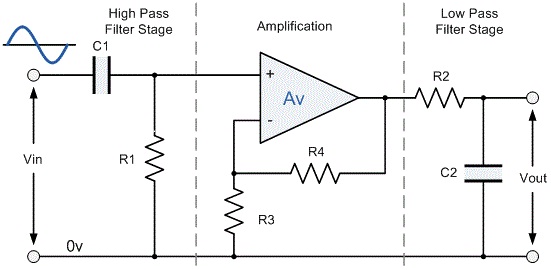 High Pass
Filter Stage
Amplification
Low Pass
Filter Stage
C1
R2
+
Av
-
R4
Vin
R1
C2
Vout
R3
0v